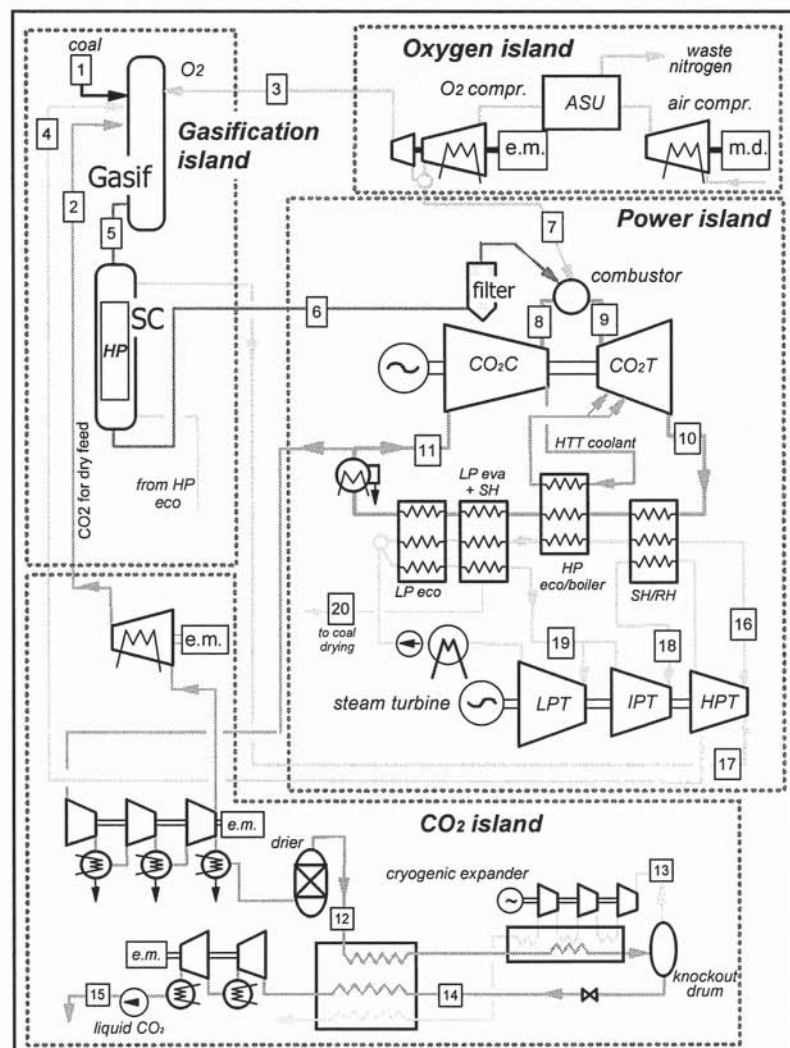 Oxygen island
coal
1
O2
3
4
Gasification
island
O2 compr.
ASU
waste
nitrogen
air compr.
e.m.
m.d.
Gasif
2
5
Power island
7
combustor
filter
6
8
9
SC
HP
CO₂C
CO₂T
CO2 for dry feed
from HP
eco
11
10
HTT coolant
LP eva
+ SH
LP eco
HP
eco/boiler
SH/RH
20
to coal
drying
19
18
16
e.m.
steam turbine
LPT
IPT
HPT
17
CO₂ island
e.m.
drier
cryogenic expander
13
12
e.m.
knockout
drum
14
15
liquid CO₂